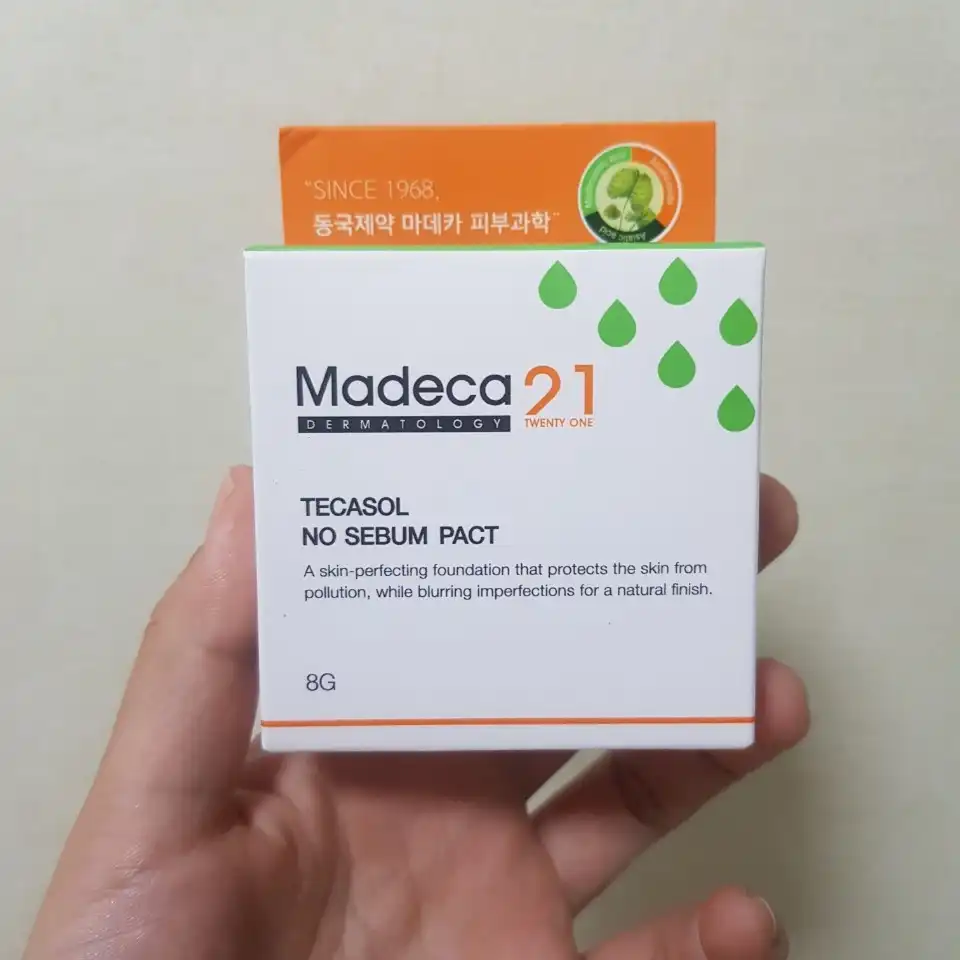 "SINCE 1968,
동국제약 마데카 피부과학"
Madeca 21
DERMATOLOGY TWENTY ONE
TECASOL
NO SEBUM PACT
A skin-perfecting foundation that protects the skin from
pollution, while blurring imperfections for a natural finish.
8G